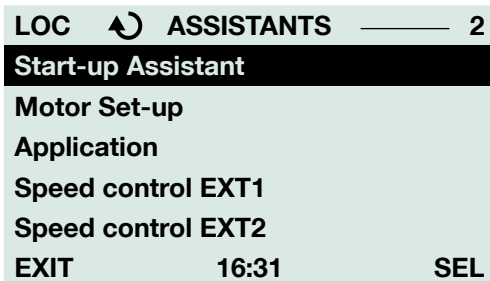 LOC ASSISTANTS 2
Start-up Assistant
Motor Set-up
Application
Speed control EXT1
Speed control EXT2
EXIT 16:31 SEL